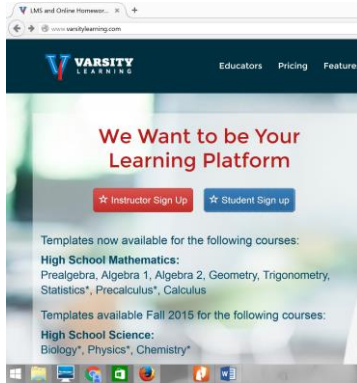 LMS and Online Homewor...
www.varsitylearning.com
VARSITY
LEARNING
Educators Pricing Feature
We Want to be Your
Learning Platform
☆ Instructor Sign Up ☆ Student Sign up
Templates now available for the following courses:
High School Mathematics:
Prealgebra, Algebra 1, Algebra 2, Geometry, Trigonometry,
Statistics*, Precalculus*, Calculus
Templates available Fall 2015 for the following courses:
High School Science:
Biology*, Physics*, Chemistry*